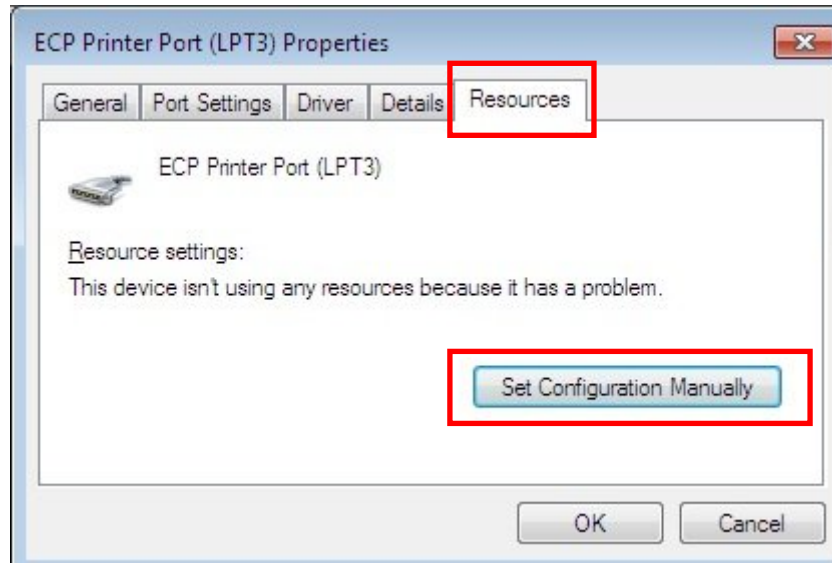 ECP Printer Port (LPT3) Properties
General Port Settings Driver Details Resources
ECP Printer Port (LPT3)
Resource settings:
This device isn't using any resources because it has a problem.
Set Configuration Manually
OK Cancel